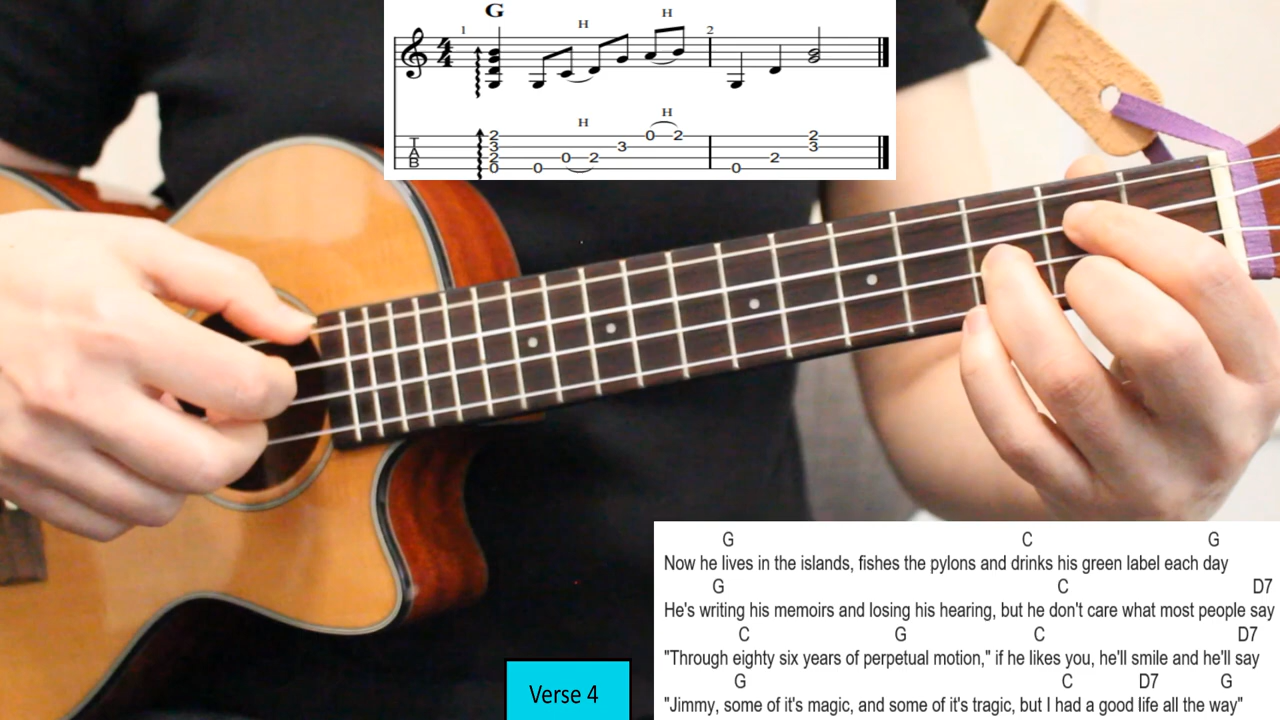 G
H H
1 2
4
4
H
H
T 2 0 2 2
A 3 3 3
B 2 0 2 2
0 0 0
G C G
Now he lives in the islands, fishes the pylons and drinks his green label each day
G C D7
He's writing his memoirs and losing his hearing, but he don't care what most people say
C G C D7
"Through eighty six years of perpetual motion," if he likes you, he'll smile and he'll say
G C D7 G
"Jimmy, some of it's magic, and some of it's tragic, but I had a good life all the way"
Verse 4